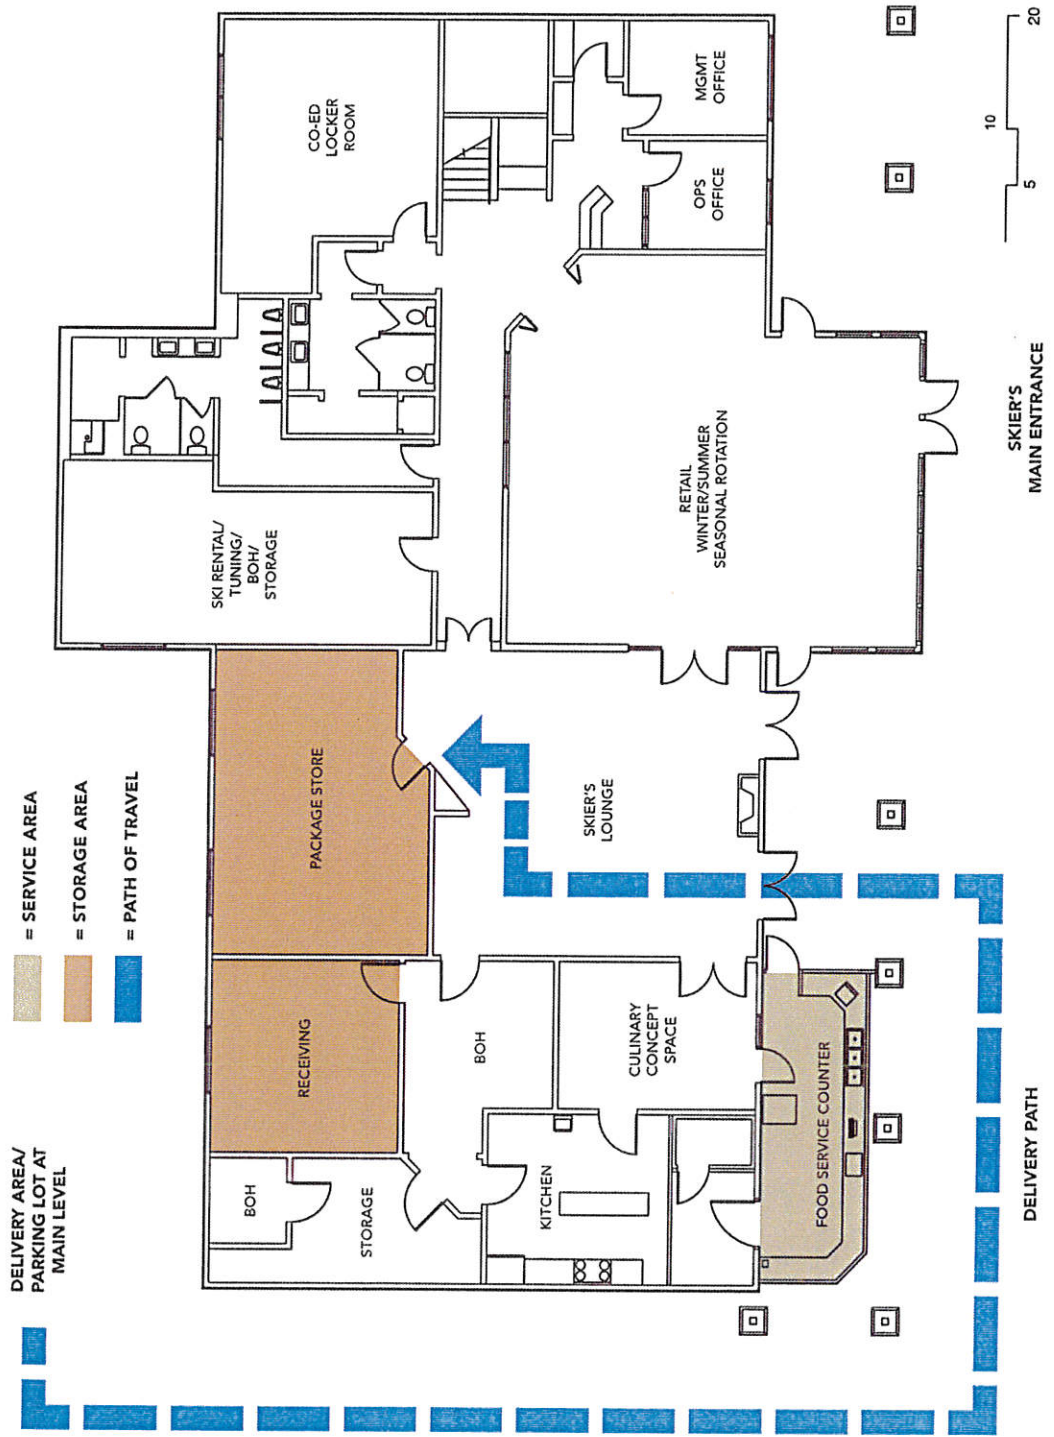 DELIVERY AREA/
PARKING LOT AT
MAIN LEVEL
= SERVICE AREA
= STORAGE AREA
= PATH OF TRAVEL
BOH
STORAGE
RECEIVING
PACKAGE STORE
SKI RENTAL/
TUNING/
BOH/
STORAGE
CO-ED
LOCKER
ROOM
KITCHEN
BOH
CULINARY
CONCEPT
SPACE
SKIER'S
LOUNGE
RETAIL
WINTER/SUMMER
SEASONAL ROTATION
OPS
OFFICE
MGMT
OFFICE
FOOD SERVICE COUNTER
DELIVERY PATH
SKIER'S
MAIN ENTRANCE
5
10
20